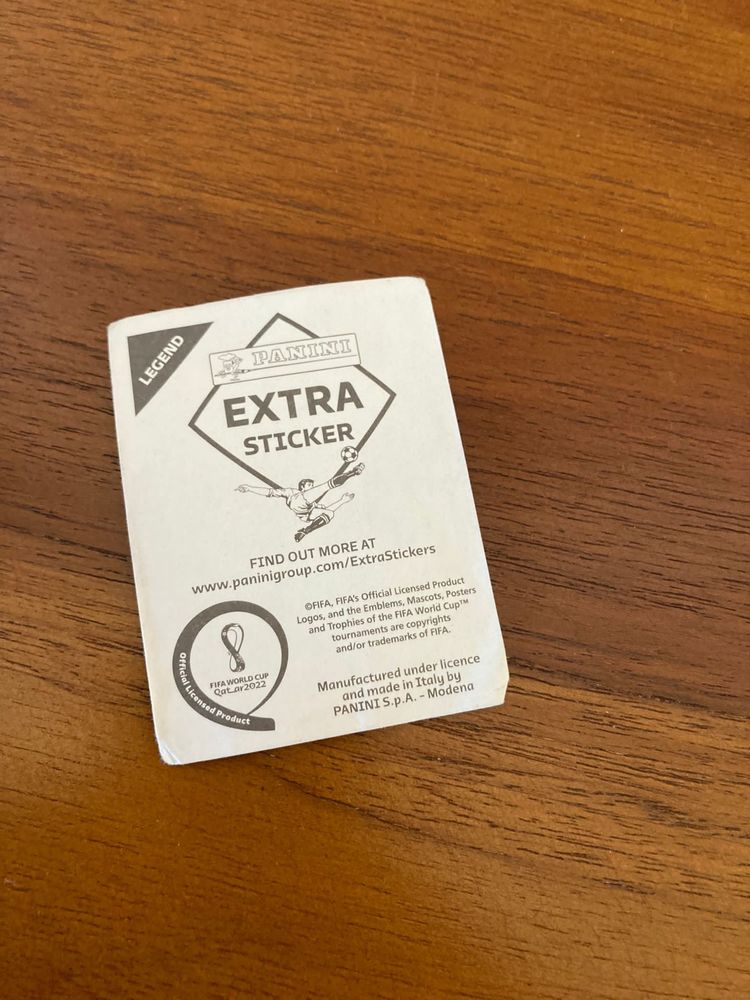 LEGEND
PANINI
EXTRA
STICKER
FIND OUT MORE AT
www.paninigroup.com/ExtraStickers
©FIFA, FIFA's Official Licensed Product
Logos, and the Emblems, Mascots, Posters
and Trophies of the FIFA World Cup™
tournaments are copyrights
and/or trademarks of FIFA.
Official Licensed Product
FIFA WORLD CUP
Qatar2022
Manufactured under licence
and made in Italy by
PANINI S.p.A. - Modena